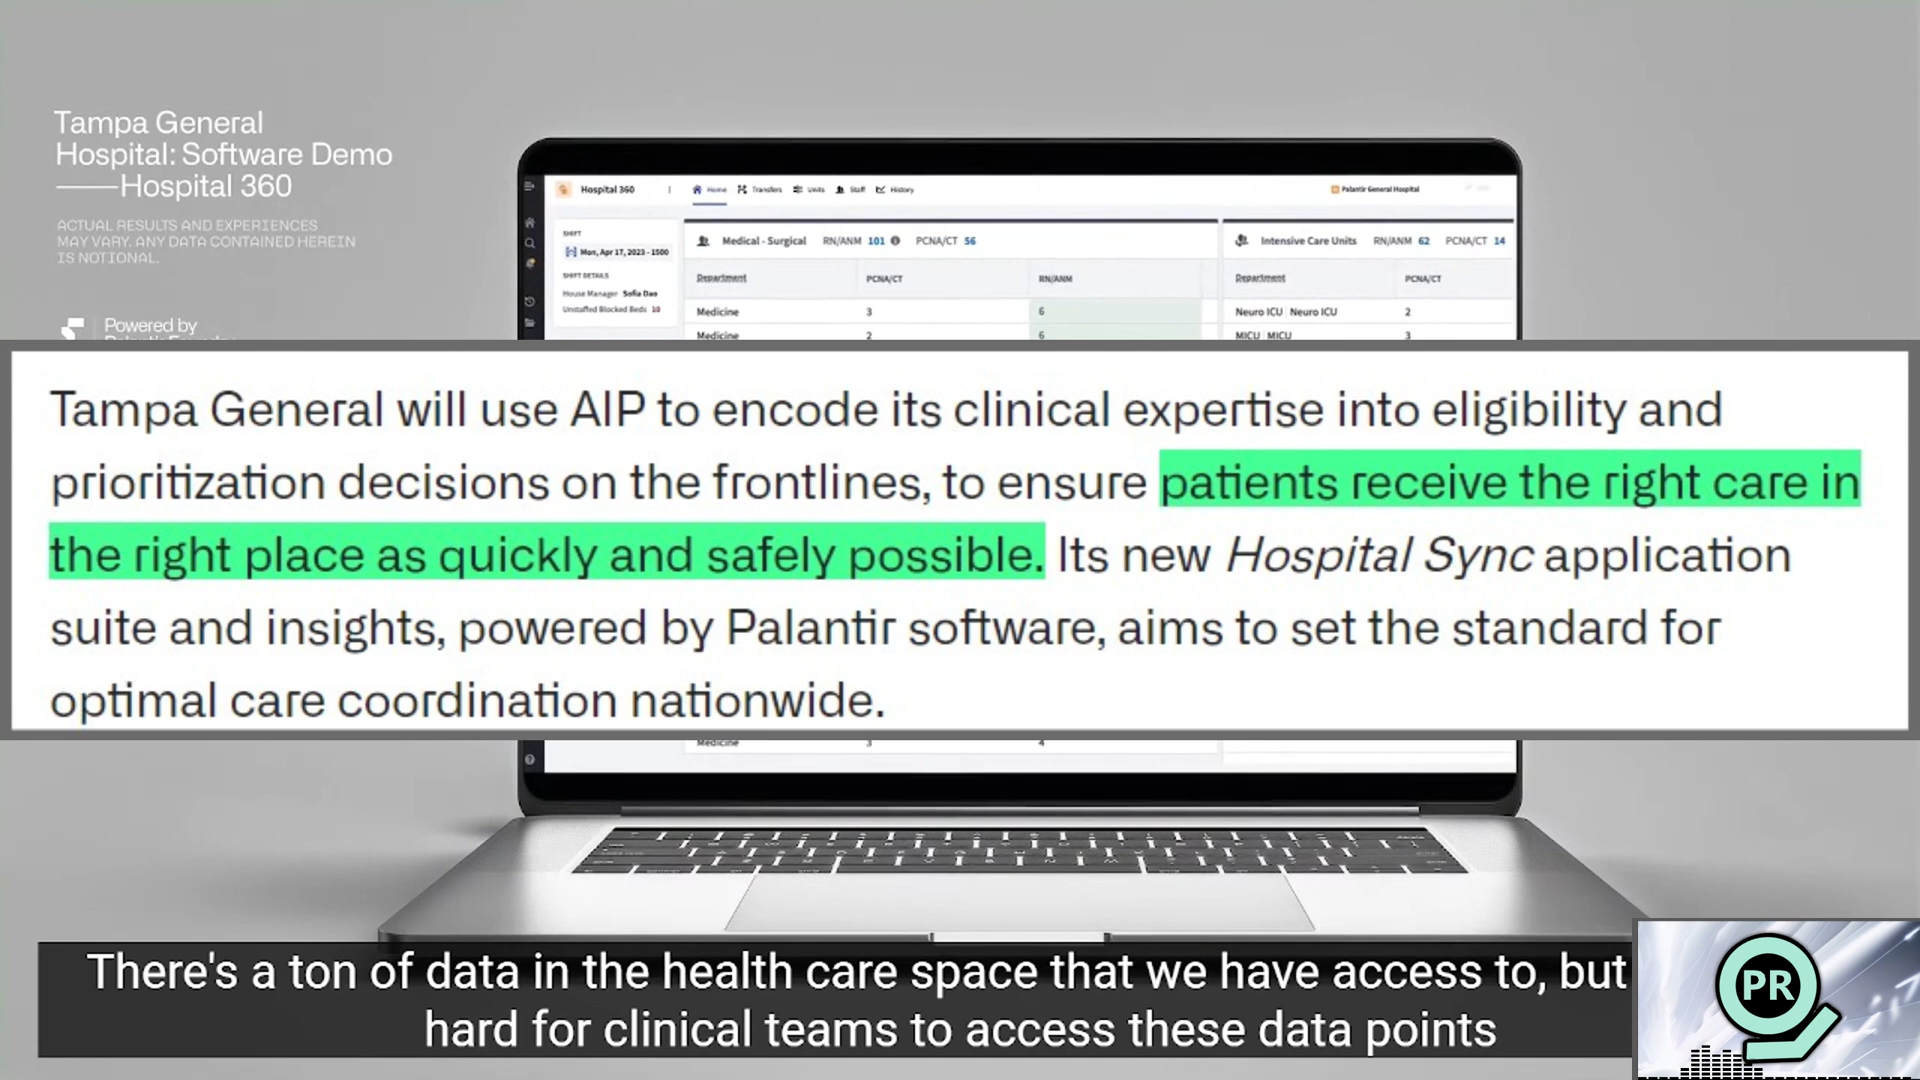 Tampa General
Hospital: Software Demo
Hospital 360
ACTUAL RESULTS AND EXPERIENCES
MAY VARY. ANY DATA CONTAINED HEREIN
IS NOTIONAL.
Powered by
Hospital 360
Home Transfers Units Staff History
Palantir General Hospital
SHIFT
Mon, Apr 17, 2023 - 1500
SHIFT DETAILS
House Manager Sofia Dao
Unstaffed Blocked Beds 10
Medical - Surgical RN/ANM 101 PCNA/CT 56
Department PCNA/CT RN/ANM
Medicine 3 6
Medicine 2 6
Intensive Care Units RN/ANM 62 PCNA/CT 14
Department PCNA/CT
Neuro ICU Neuro ICU 2
MICU MICU 3
Tampa General will use AIP to encode its clinical expertise into eligibility and
prioritization decisions on the frontlines, to ensure patients receive the right care in
the right place as quickly and safely possible. Its new Hospital Sync application
suite and insights, powered by Palantir software, aims to set the standard for
optimal care coordination nationwide.
Medicine 3 4
There's a ton of data in the health care space that we have access to, but
hard for clinical teams to access these data points
PR